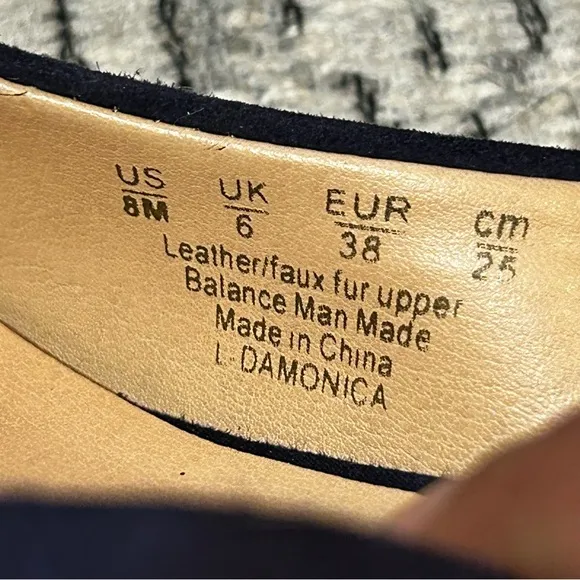 US UK EUR cm
8M 6 38 25
Leather/faux fur upper
Balance Man Made
Made in China
L-DAMONICA